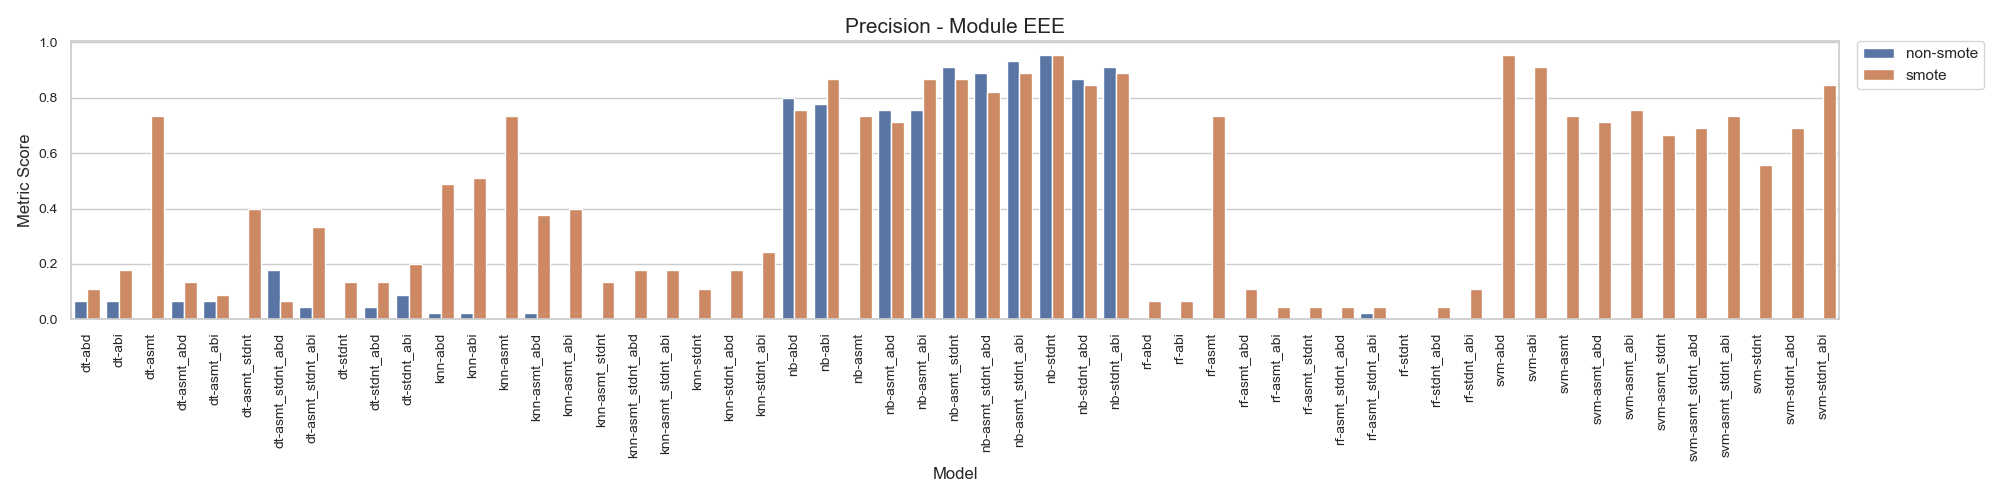 Precision - Module EEE
non-smote
smote
Metric Score
1.0
0.8
0.6
0.4
0.2
0.0
dt-abd
dt-abi
dt-asmt
dt-asmt_abd
dt-asmt_abi
dt-asmt_stdnt
dt-asmt_stdnt_abd
dt-asmt_stdnt_abi
dt-stdnt
dt-stdnt_abd
dt-stdnt_abi
knn-abd
knn-abi
knn-asmt
knn-asmt_abd
knn-asmt_abi
knn-asmt_stdnt
knn-asmt_stdnt_abd
knn-asmt_stdnt_abi
knn-stdnt
knn-stdnt_abd
knn-stdnt_abi
nb-abd
nb-abi
nb-asmt
nb-asmt_abd
nb-asmt_abi
nb-asmt_stdnt
nb-asmt_stdnt_abd
nb-asmt_stdnt_abi
nb-stdnt
nb-stdnt_abd
nb-stdnt_abi
rf-abd
rf-abi
rf-asmt
rf-asmt_abd
rf-asmt_abi
rf-asmt_stdnt
rf-asmt_stdnt_abd
rf-asmt_stdnt_abi
rf-stdnt
rf-stdnt_abd
rf-stdnt_abi
svm-abd
svm-abi
svm-asmt
svm-asmt_abd
svm-asmt_abi
svm-asmt_stdnt
svm-asmt_stdnt_abd
svm-asmt_stdnt_abi
svm-stdnt
svm-stdnt_abd
svm-stdnt_abi
Model